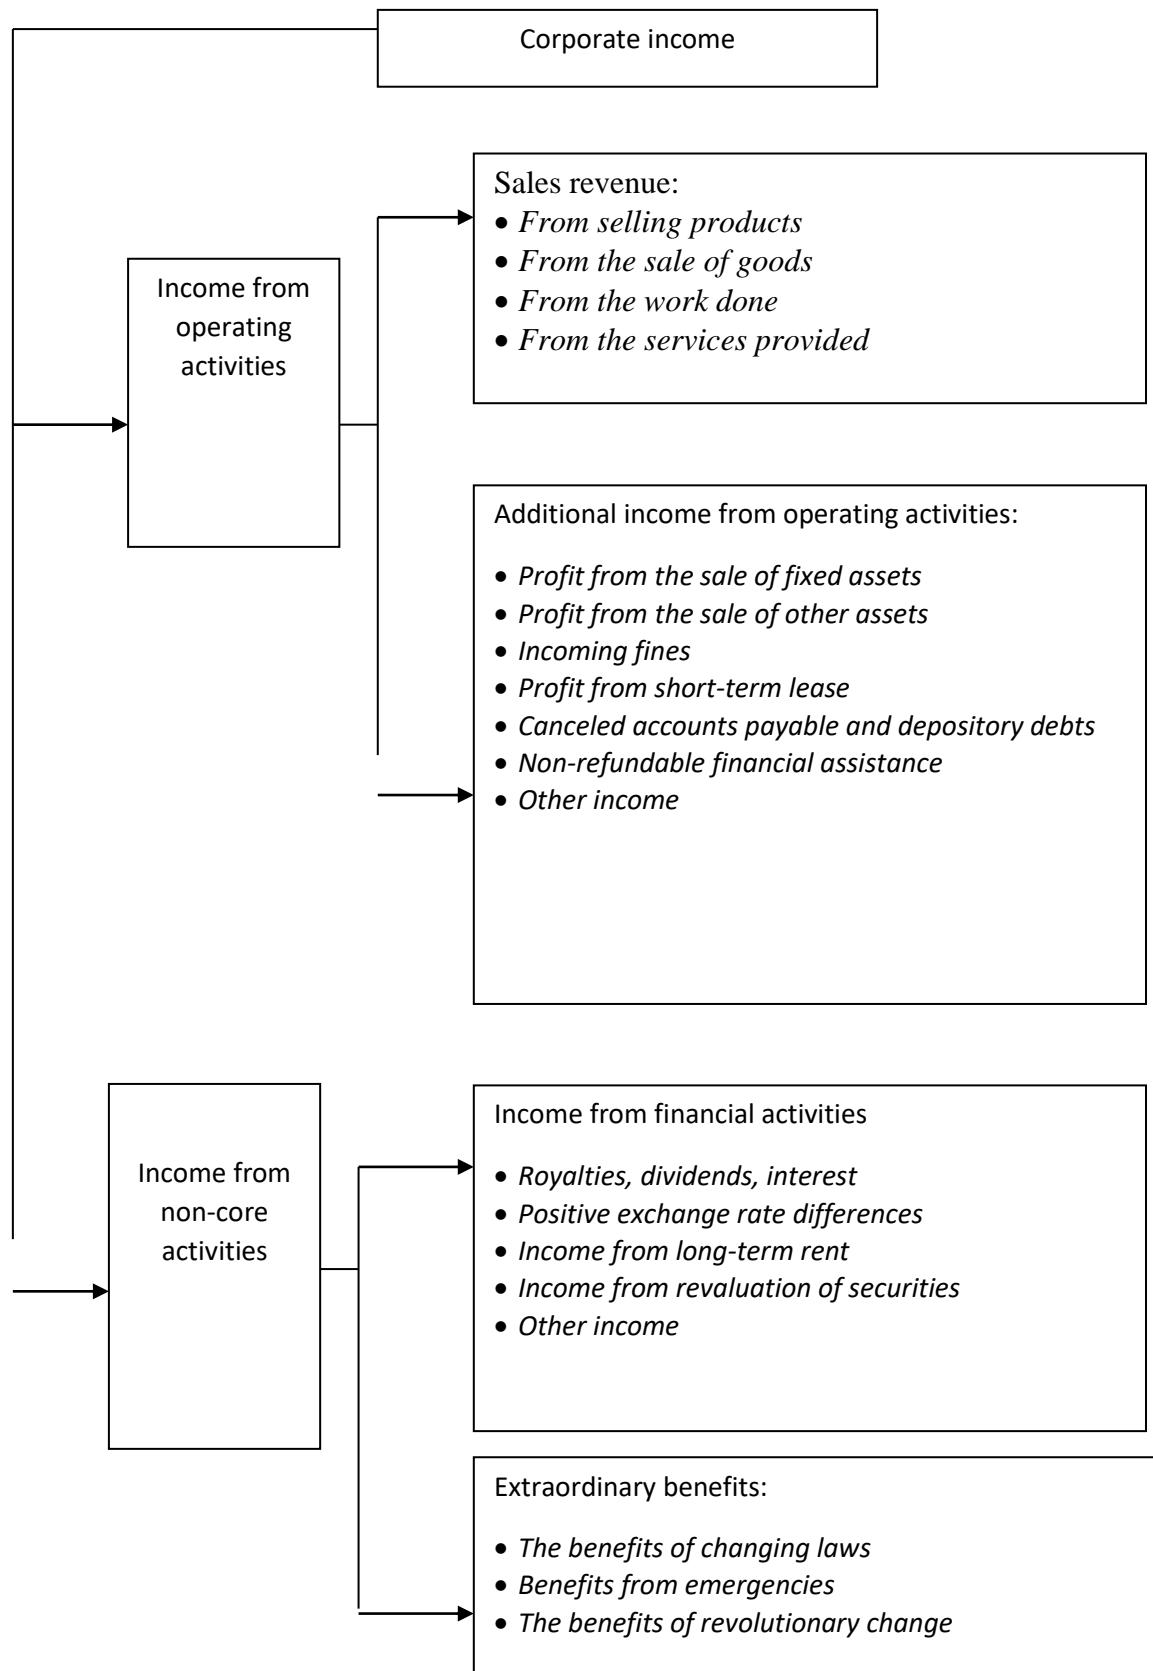 Corporate income
Sales revenue:
• From selling products
• From the sale of goods
• From the work done
• From the services provided
Income from
operating
activities
Additional income from operating activities:
• Profit from the sale of fixed assets
• Profit from the sale of other assets
• Incoming fines
• Profit from short-term lease
• Canceled accounts payable and depository debts
• Non-refundable financial assistance
• Other income
Income from
non-core
activities
Income from financial activities
• Royalties, dividends, interest
• Positive exchange rate differences
• Income from long-term rent
• Income from revaluation of securities
• Other income
Extraordinary benefits:
• The benefits of changing laws
• Benefits from emergencies
• The benefits of revolutionary change